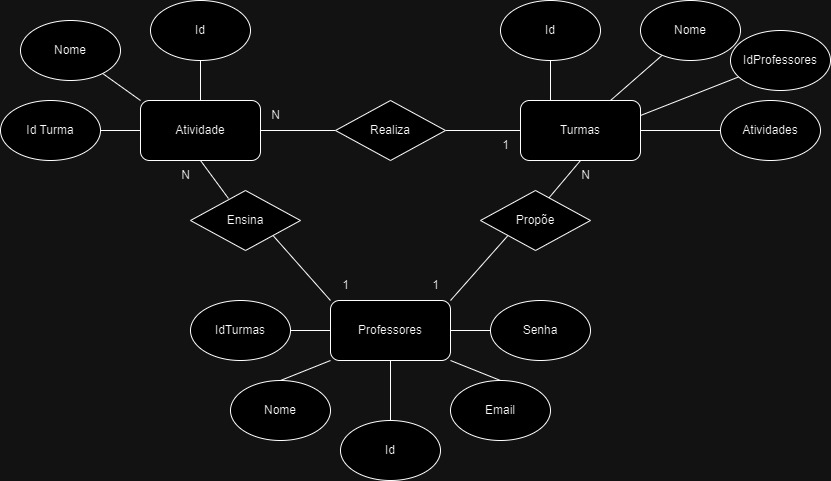 Id
Id
Nome
Nome
IdProfessores
Id Turma
Atividade
N
Realiza
1
Turmas
Atividades
N
N
Ensina
Propõe
1
1
IdTurmas
Professores
Senha
Nome
Email
Id